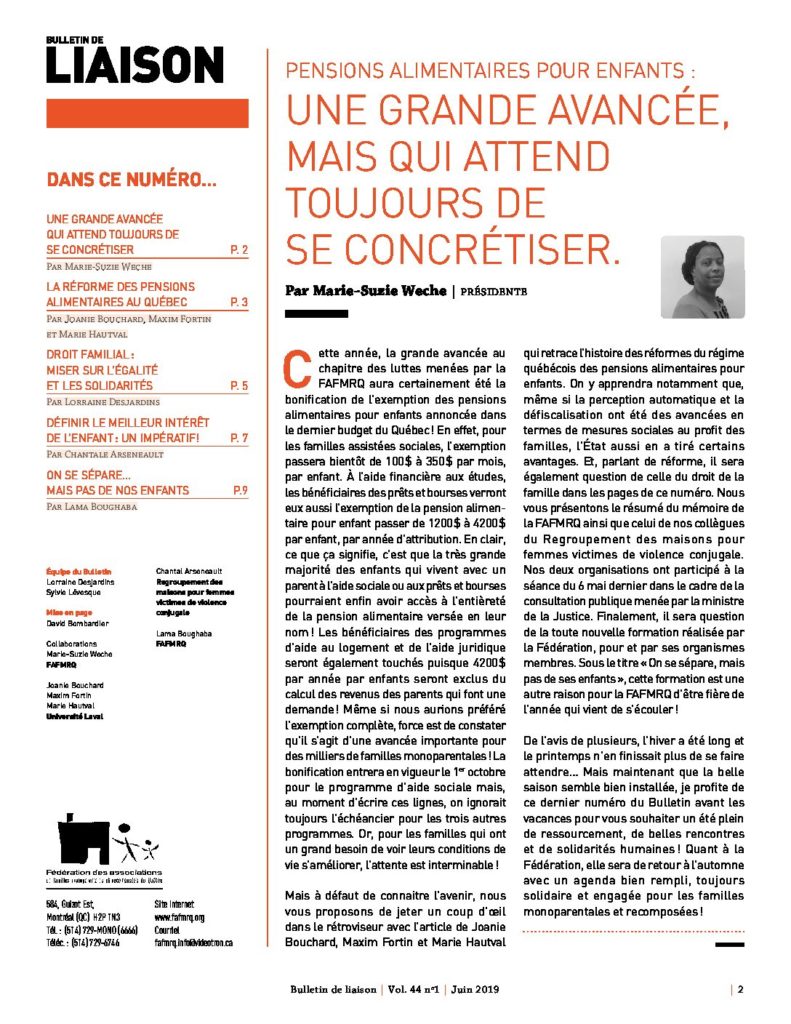 BULLETIN DE
LIAISON
DANS CE NUMÉRO...
UNE GRANDE AVANCÉE
QUI ATTEND TOUJOURS DE
SE CONCRÉTISER P. 2
Par Marie-Suzie Weche
LA RÉFORME DES PENSIONS
ALIMENTAIRES AU QUÉBEC P. 3
Par Joanie Bouchard, Maxim Fortin
et Marie Hautval
DROIT FAMILIAL :
MISER SUR L'ÉGALITÉ
ET LES SOLIDARITÉS P. 5
Par Lorraine Desjardins
DÉFINIR LE MEILLEUR INTÉRÊT
DE L'ENFANT : UN IMPÉRATIF! P. 7
Par Chantale Arseneault
ON SE SÉPARE...
MAIS PAS DE NOS ENFANTS P.9
Par Lama Boughaba
Équipe du Bulletin
Lorraine Desjardins
Sylvie Lévesque
Mise en page
David Bombardier
Collaborations
Marie-Suzie Weche
FAFMRQ
Joanie Bouchard
Maxim Fortin
Marie Hautval
Université Laval
Chantal Arseneault
Regroupement des
maisons pour femmes
victimes de violence
conjugale
Lama Boughaba
FAFMRQ
Fédération des associations
de familles monoparentales et recomposées du Québec
584, Guizot Est,
Montréal (QC) H2P 1N3
Tél. : (514) 729-MONO (6666)
Téléc. : (514) 729-6746
Site Internet
www.fafmrq.org
Courriel
fafmrq.info@videotron.ca
PENSIONS ALIMENTAIRES POUR ENFANTS :
UNE GRANDE AVANCÉE,
MAIS QUI ATTEND
TOUJOURS DE
SE CONCRÉTISER.
Par Marie-Suzie Weche | PRÉSIDENTE
Cette année, la grande avancée au
chapitre des luttes menées par la
FAFMRQ aura certainement été la
bonification de l'exemption des pensions
alimentaires pour enfants annoncée dans
le dernier budget du Québec! En effet, pour
les familles assistées sociales, l'exemption
passera bientôt de 100$ à 350$ par mois,
par enfant. À l'aide financière aux études,
les bénéficiaires des prêts et bourses verront
eux aussi l'exemption de la pension alimen-
taire pour enfant passer de 1200$ à 4200$
par enfant, par année d'attribution. En clair,
ce que ça signifie, c'est que la très grande
majorité des enfants qui vivent avec un
parent à l'aide sociale ou aux prêts et bourses
pourraient enfin avoir accès à l'entièreté
de la pension alimentaire versée en leur
nom! Les bénéficiaires des programmes
d'aide au logement et de l'aide juridique
seront également touchés puisque 4200$
par année par enfants seront exclus du
calcul des revenus des parents qui font une
demande! Même si nous aurions préféré
l'exemption complète, force est de constater
qu'il s'agit d'une avancée importante pour
des milliers de familles monoparentales! La
bonification entrera en vigueur le 1er octobre
pour le programme d'aide sociale mais,
au moment d'écrire ces lignes, on ignorait
toujours l'échéancier pour les trois autres
programmes. Or, pour les familles qui ont
un grand besoin de voir leurs conditions de
vie s'améliorer, l'attente est interminable!
Mais à défaut de connaitre l'avenir, nous
vous proposons de jeter un coup d'œil
dans le rétroviseur avec l'article de Joanie
Bouchard, Maxim Fortin et Marie Hautval
qui retrace l'histoire des réformes du régime
québécois des pensions alimentaires pour
enfants. On y apprendra notamment que,
même si la perception automatique et la
défiscalisation ont été des avancées en
termes de mesures sociales au profit des
familles, l'État aussi en a tiré certains
avantages. Et, parlant de réforme, il sera
également question de celle du droit de la
famille dans les pages de ce numéro. Nous
vous présentons le résumé du mémoire de
la FAFMRQ ainsi que celui de nos collègues
du Regroupement des maisons pour
femmes victimes de violence conjugale.
Nos deux organisations ont participé à la
séance du 6 mai dernier dans le cadre de la
consultation publique menée par la ministre
de la Justice. Finalement, il sera question
de la toute nouvelle formation réalisée par
la Fédération, pour et par ses organismes
membres. Sous le titre « On se sépare, mais
pas de ses enfants », cette formation est une
autre raison pour la FAFMRQ d'être fière de
l'année qui vient de s'écouler!
De l'avis de plusieurs, l'hiver a été long et
le printemps n'en finissait plus de se faire
attendre... Mais maintenant que la belle
saison semble bien installée, je profite de
ce dernier numéro du Bulletin avant les
vacances pour vous souhaiter un été plein
de ressourcement, de belles rencontres
et de solidarités humaines! Quant à la
Fédération, elle sera de retour à l'automne
avec un agenda bien rempli, toujours
solidaire et engagée pour les familles
monoparentales et recomposées!
Bulletin de liaison | Vol. 44 nº1 | Juin 2019 | 2